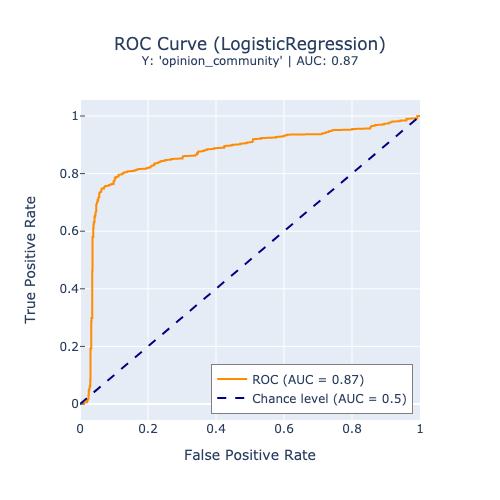 ROC Curve (LogisticRegression)
Y: 'opinion_community' | AUC: 0.87
True Positive Rate
1
0.8
0.6
0.4
0.2
0
ROC (AUC = 0.87)
Chance level (AUC = 0.5)
0 0.2 0.4 0.6 0.8 1
False Positive Rate